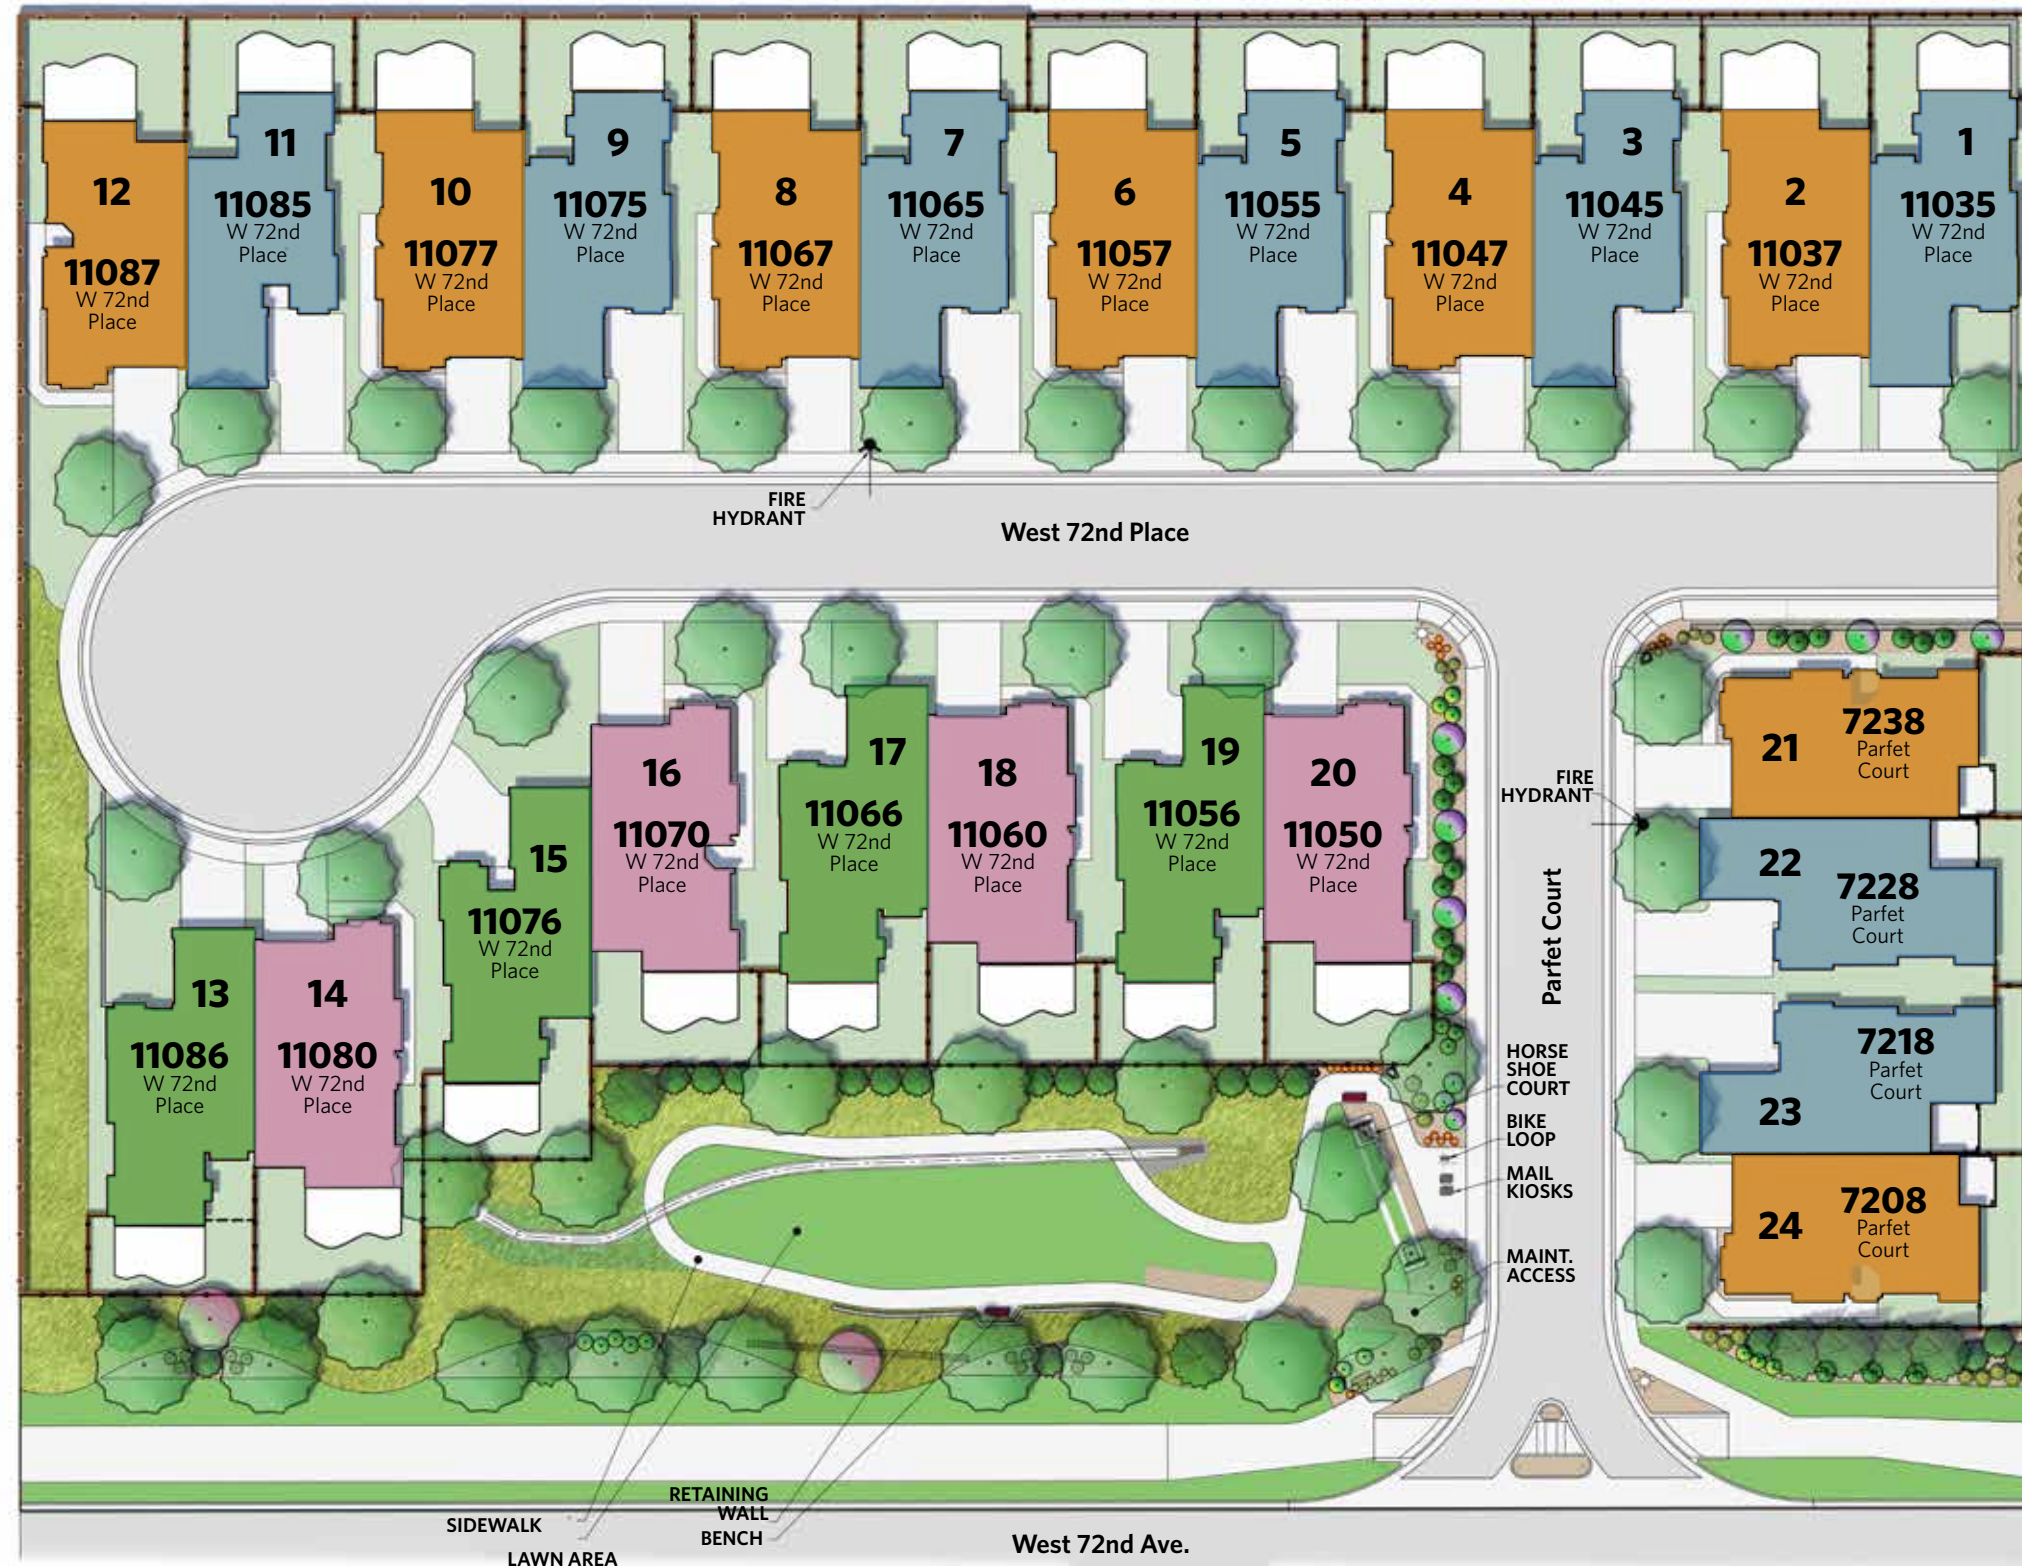 12
11087
W 72nd
Place
11
11085
W 72nd
Place
10
11077
W 72nd
Place
9
11075
W 72nd
Place
8
11067
W 72nd
Place
7
11065
W 72nd
Place
6
11057
W 72nd
Place
5
11055
W 72nd
Place
4
11047
W 72nd
Place
3
11045
W 72nd
Place
2
11037
W 72nd
Place
1
11035
W 72nd
Place
FIRE
HYDRANT
West 72nd Place
13
11086
W 72nd
Place
14
11080
W 72nd
Place
15
11076
W 72nd
Place
16
11070
W 72nd
Place
17
11066
W 72nd
Place
18
11060
W 72nd
Place
19
11056
W 72nd
Place
20
11050
W 72nd
Place
FIRE
HYDRANT
Parfet Court
21
7238
Parfet
Court
22
7228
Parfet
Court
23
7218
Parfet
Court
24
7208
Parfet
Court
HORSE
SHOE
COURT
BIKE
LOOP
MAIL
KIOSKS
MAINT.
ACCESS
RETAINING
WALL
BENCH
SIDEWALK
LAWN AREA
West 72nd Ave.